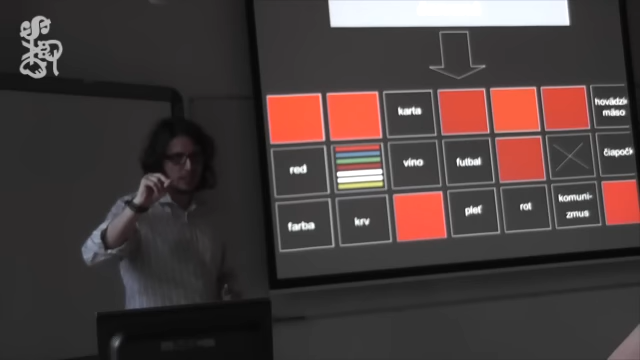 karta
hovädzie
mäso
red
víno
futbal
čiapočk
farba
krv
pleť
rot
komuni-
zmus